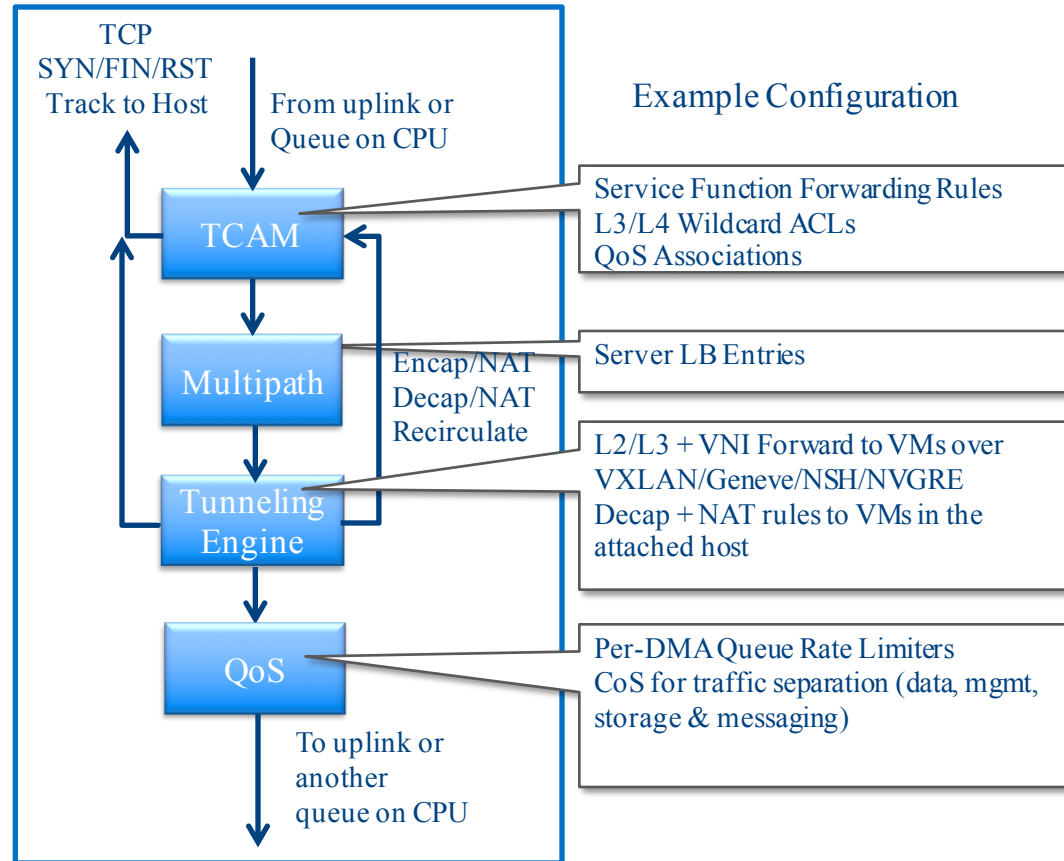 TCP
SYN/FIN/RST
Track to Host
From uplink or
Queue on CPU
Example Configuration
TCAM
Service Function Forwarding Rules
L3/L4 Wildcard ACLs
QoS Associations
Multipath
Encap/NAT
Decap/NAT
Recirculate
Server LB Entries
Tunneling
Engine
L2/L3 + VNI Forward to VMs over
VXLAN/Geneve/NSH/NVGRE
Decap + NAT rules to VMs in the
attached host
QoS
Per-DMA Queue Rate Limiters
CoS for traffic separation (data, mgmt,
storage & messaging)
To uplink or
another
queue on CPU